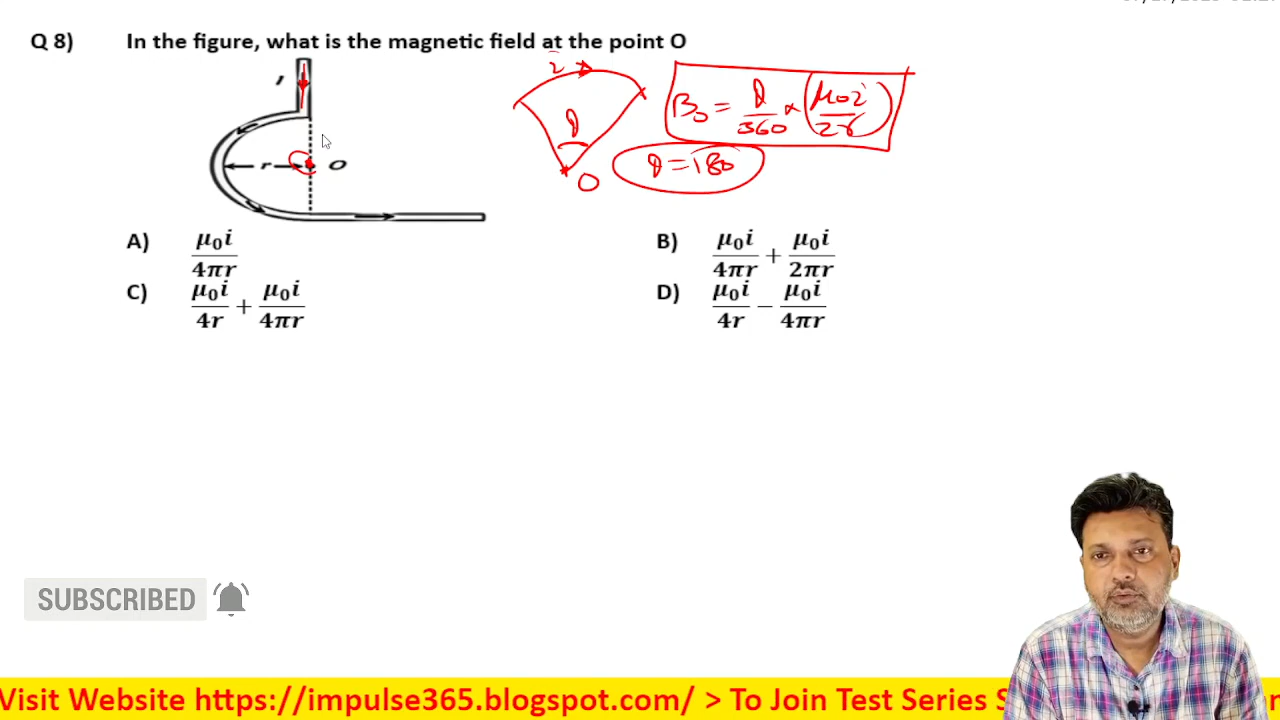 Q 8) In the figure, what is the magnetic field at the point O
r O
i
θ
O
B₀ = θ/360 × (μ₀i/2r)
θ = 180
A) μ₀i/4πr
B) μ₀i/4πr + μ₀i/2πr
C) μ₀i/4r + μ₀i/4πr
D) μ₀i/4r − μ₀i/4πr
SUBSCRIBED
Visit Website https://impulse365.blogspot.com/ > To Join Test Series